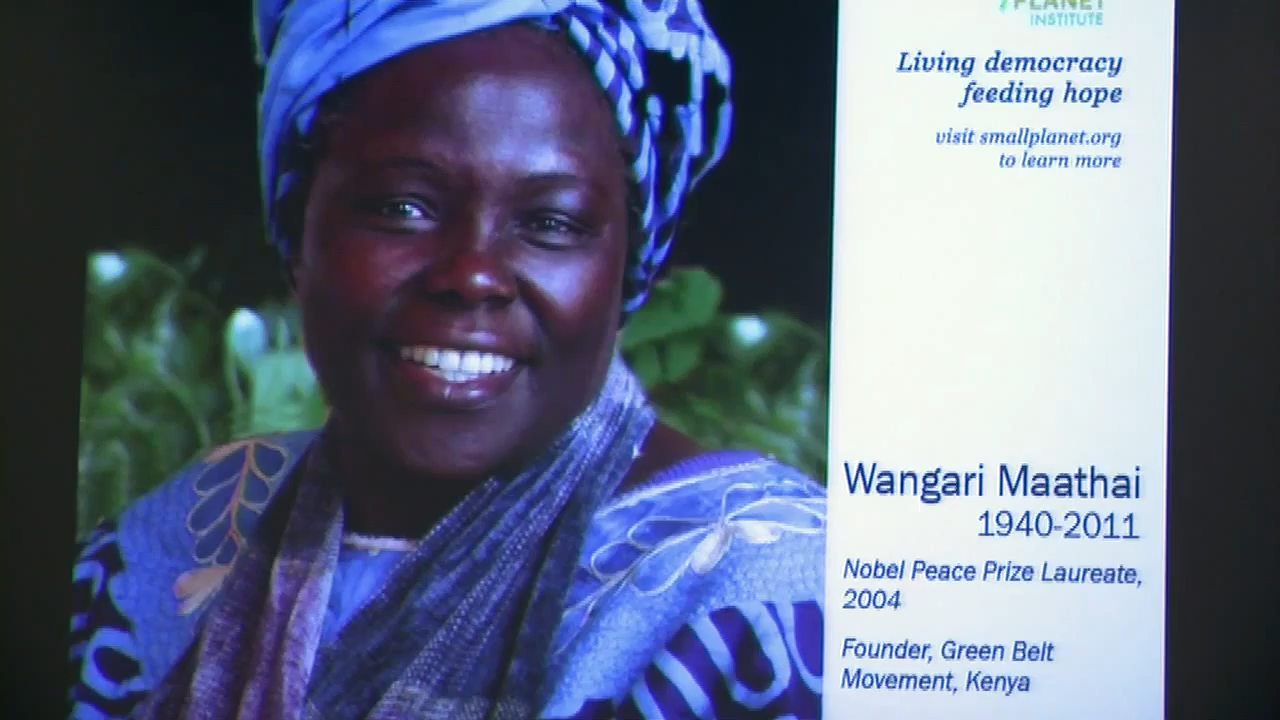 PLANET
INSTITUTE
Living democracy
feeding hope
visit smallplanet.org
to learn more
Wangari Maathai
1940-2011
Nobel Peace Prize Laureate,
2004
Founder, Green Belt
Movement, Kenya